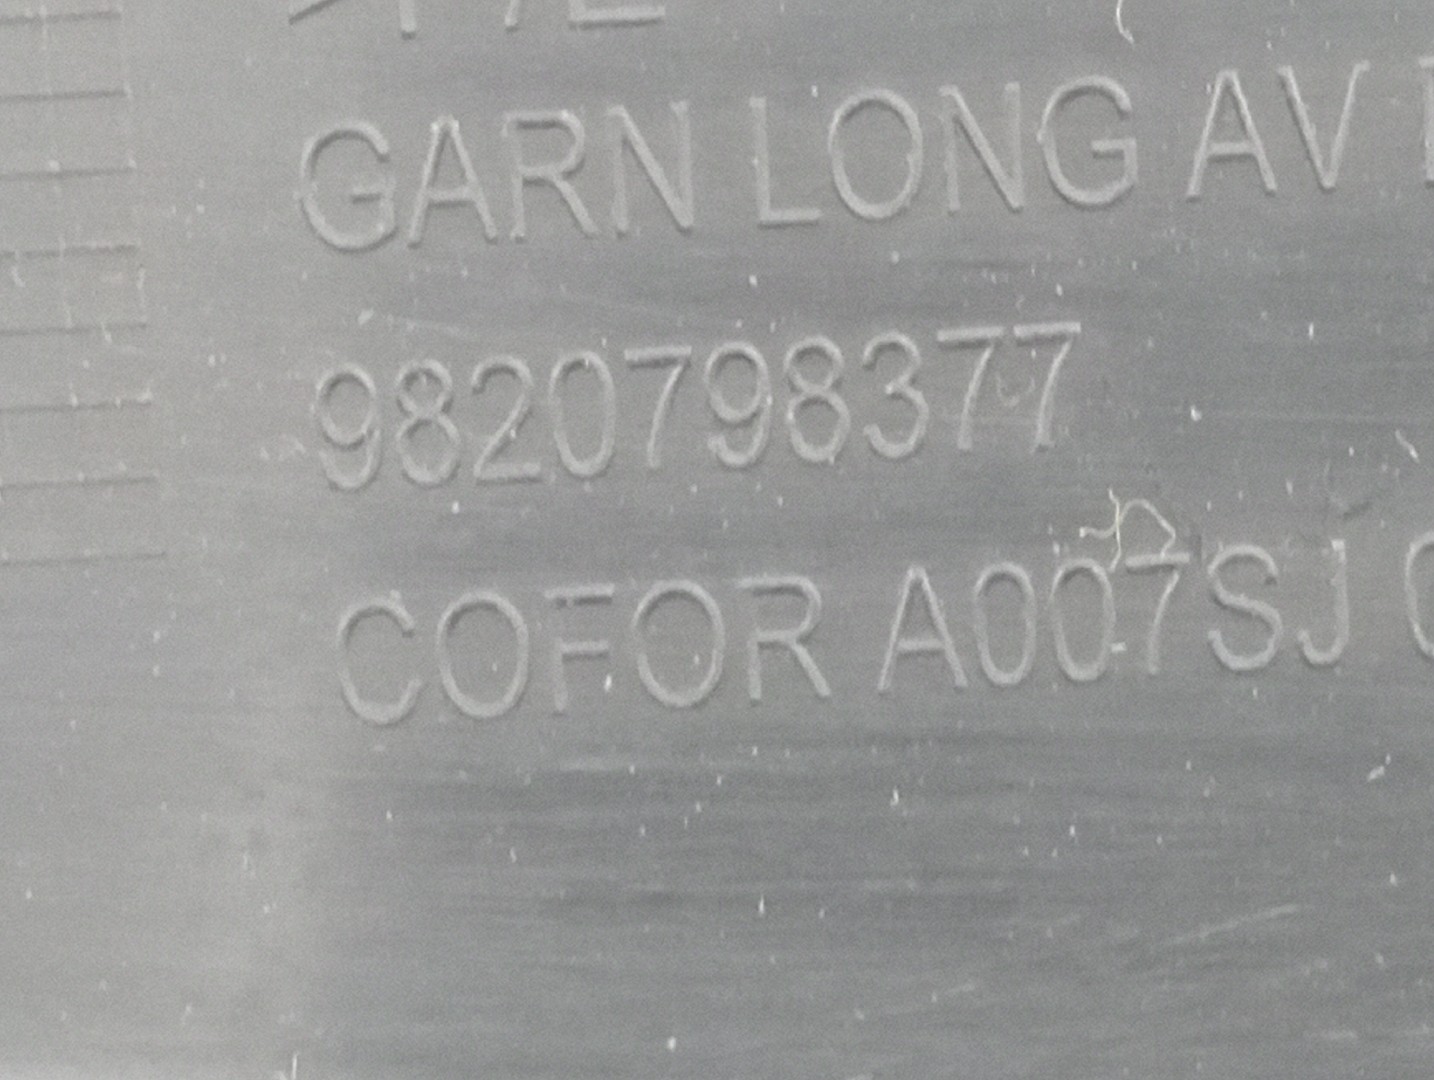 GARN LONG AV
9820798377
COFOR A007SJ